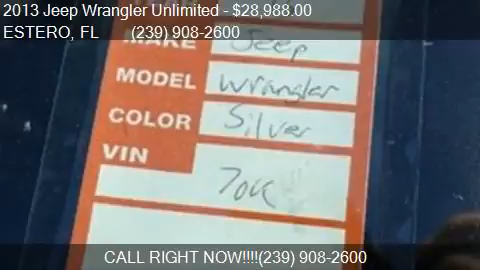 2013 Jeep Wrangler Unlimited - $28,988.00
ESTERO, FL (239) 908-2600
MAKE Jeep
MODEL Wrangler
COLOR Silver
VIN
70K
CALL RIGHT NOW!!!!(239) 908-2600